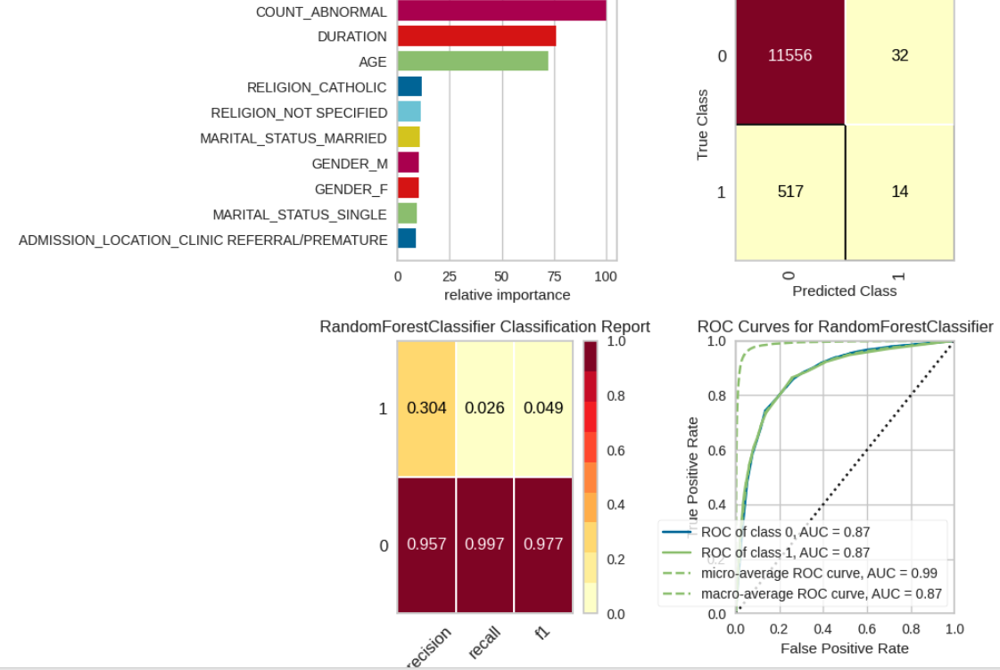 COUNT_ABNORMAL
DURATION
AGE
RELIGION_CATHOLIC
RELIGION_NOT SPECIFIED
MARITAL_STATUS_MARRIED
GENDER_M
GENDER_F
MARITAL_STATUS_SINGLE
ADMISSION_LOCATION_CLINIC REFERRAL/PREMATURE
0 25 50 75 100
relative importance
True Class
0
11556 32
1
517 14
0 1
Predicted Class
RandomForestClassifier Classification Report
1
0.304 0.026 0.049
0
0.957 0.997 0.977
recision recall f1
1.0
0.8
0.6
0.4
0.2
0.0
ROC Curves for RandomForestClassifier
True Positive Rate
1.0
0.8
0.6
0.4
0.2
0.0
ROC of class 0, AUC = 0.87
ROC of class 1, AUC = 0.87
micro-average ROC curve, AUC = 0.99
macro-average ROC curve, AUC = 0.87
0.0 0.2 0.4 0.6 0.8 1.0
False Positive Rate